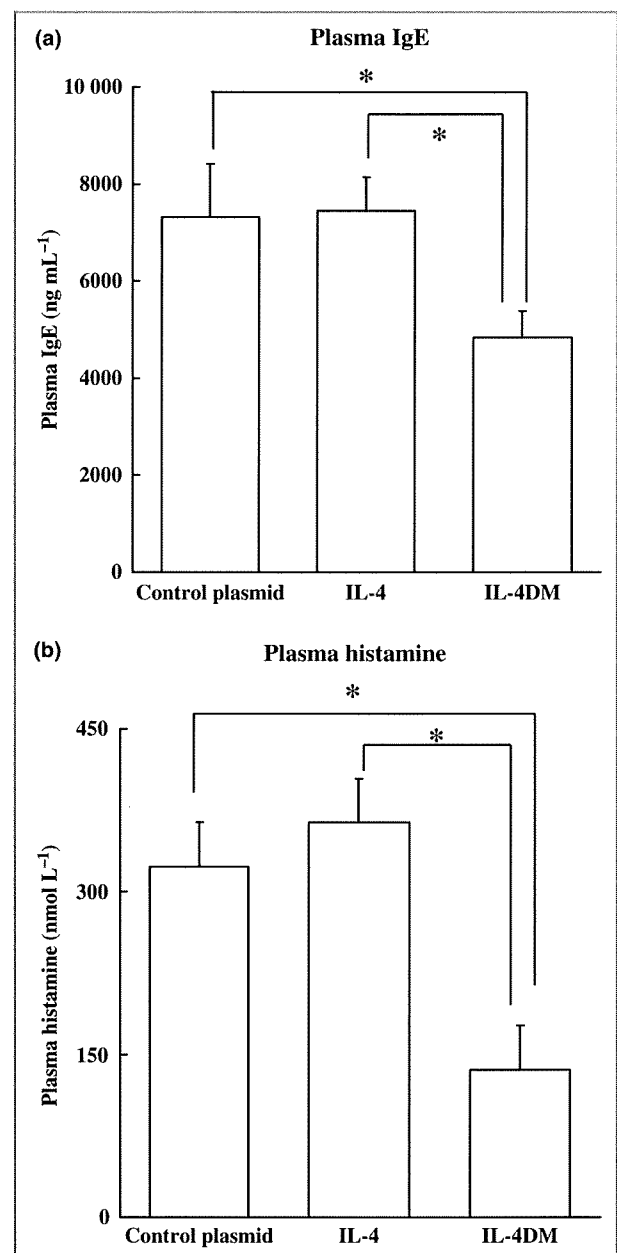 (a) Plasma IgE
*
*
10 000
8000
6000
4000
2000
0
Plasma IgE (ng mL⁻¹)
Control plasmid IL-4 IL-4DM
(b) Plasma histamine
*
*
450
300
150
0
Plasma histamine (nmol L⁻¹)
Control plasmid IL-4 IL-4DM